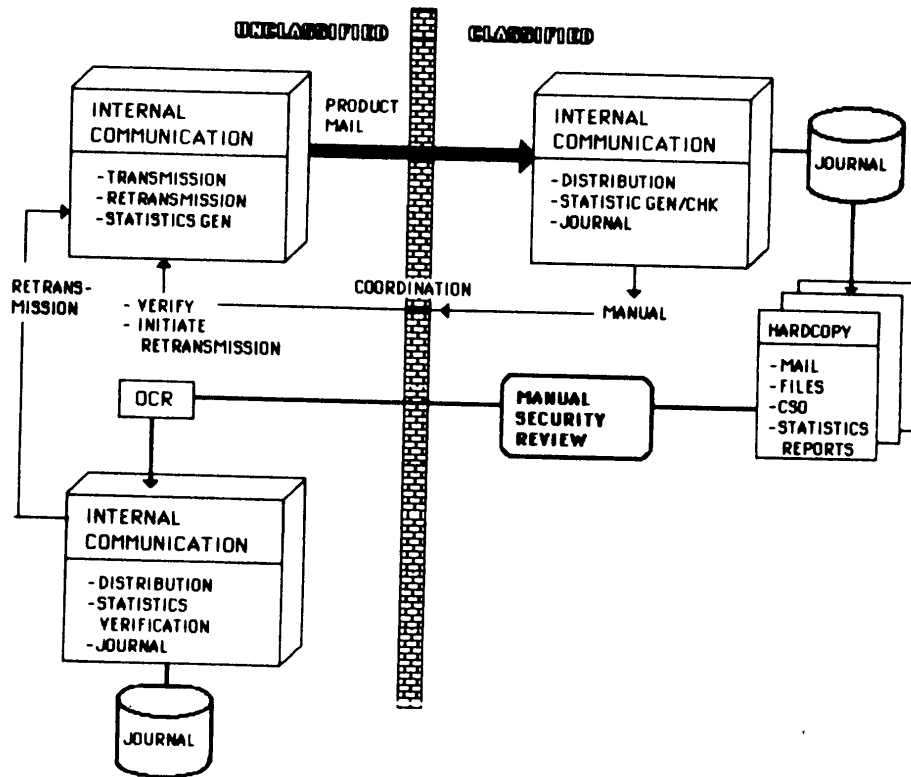 UNCLASSIFIED
CLASSIFIED
INTERNAL
COMMUNICATION
-TRANSMISSION
-RETRANSMISSION
-STATISTICS GEN
PRODUCT
MAIL
INTERNAL
COMMUNICATION
-DISTRIBUTION
-STATISTIC GEN/CHK
-JOURNAL
JOURNAL
RETRANS-
MISSION
- VERIFY
- INITIATE
RETRANSMISSION
COORDINATION
MANUAL
HARDCOPY
-MAIL
-FILES
-CSO
-STATISTICS
REPORTS
OCR
MANUAL
SECURITY
REVIEW
INTERNAL
COMMUNICATION
-DISTRIBUTION
-STATISTICS
VERIFICATION
-JOURNAL
JOURNAL